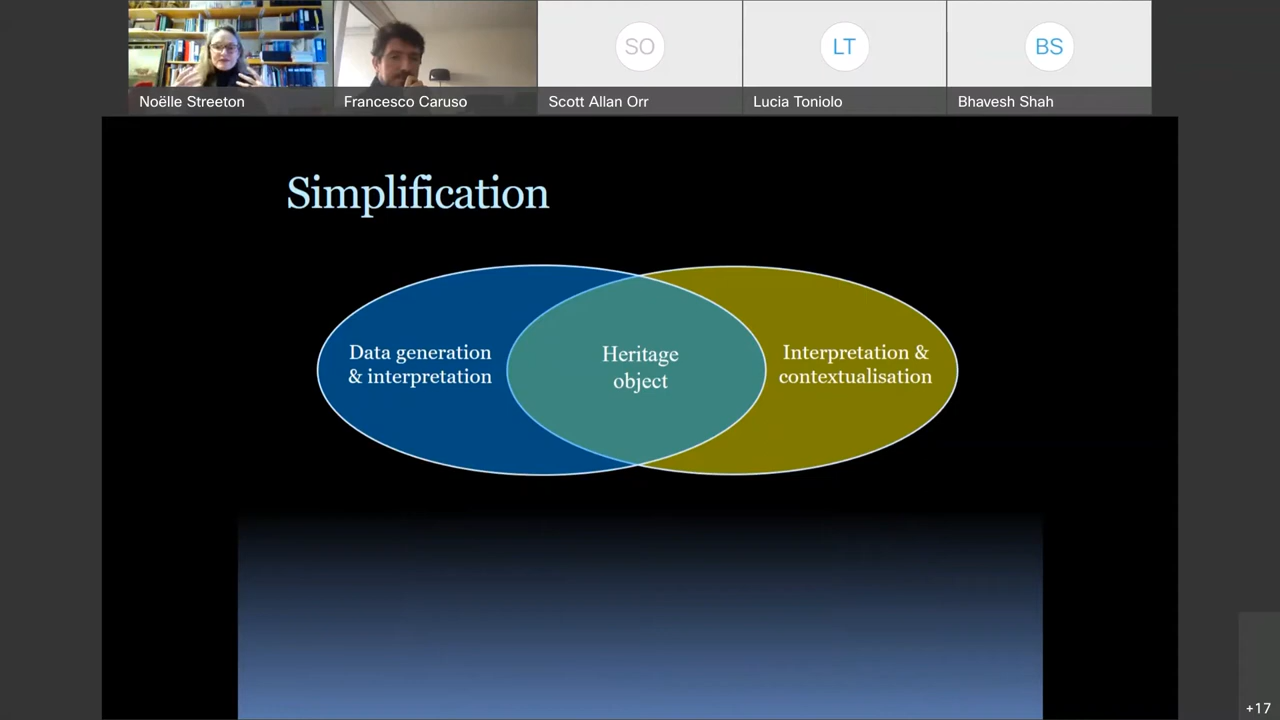 SO
LT
BS
Noëlle Streeton
Francesco Caruso
Scott Allan Orr
Lucia Toniolo
Bhavesh Shah
Simplification
Data generation
& interpretation
Heritage
object
Interpretation &
contextualisation
+17